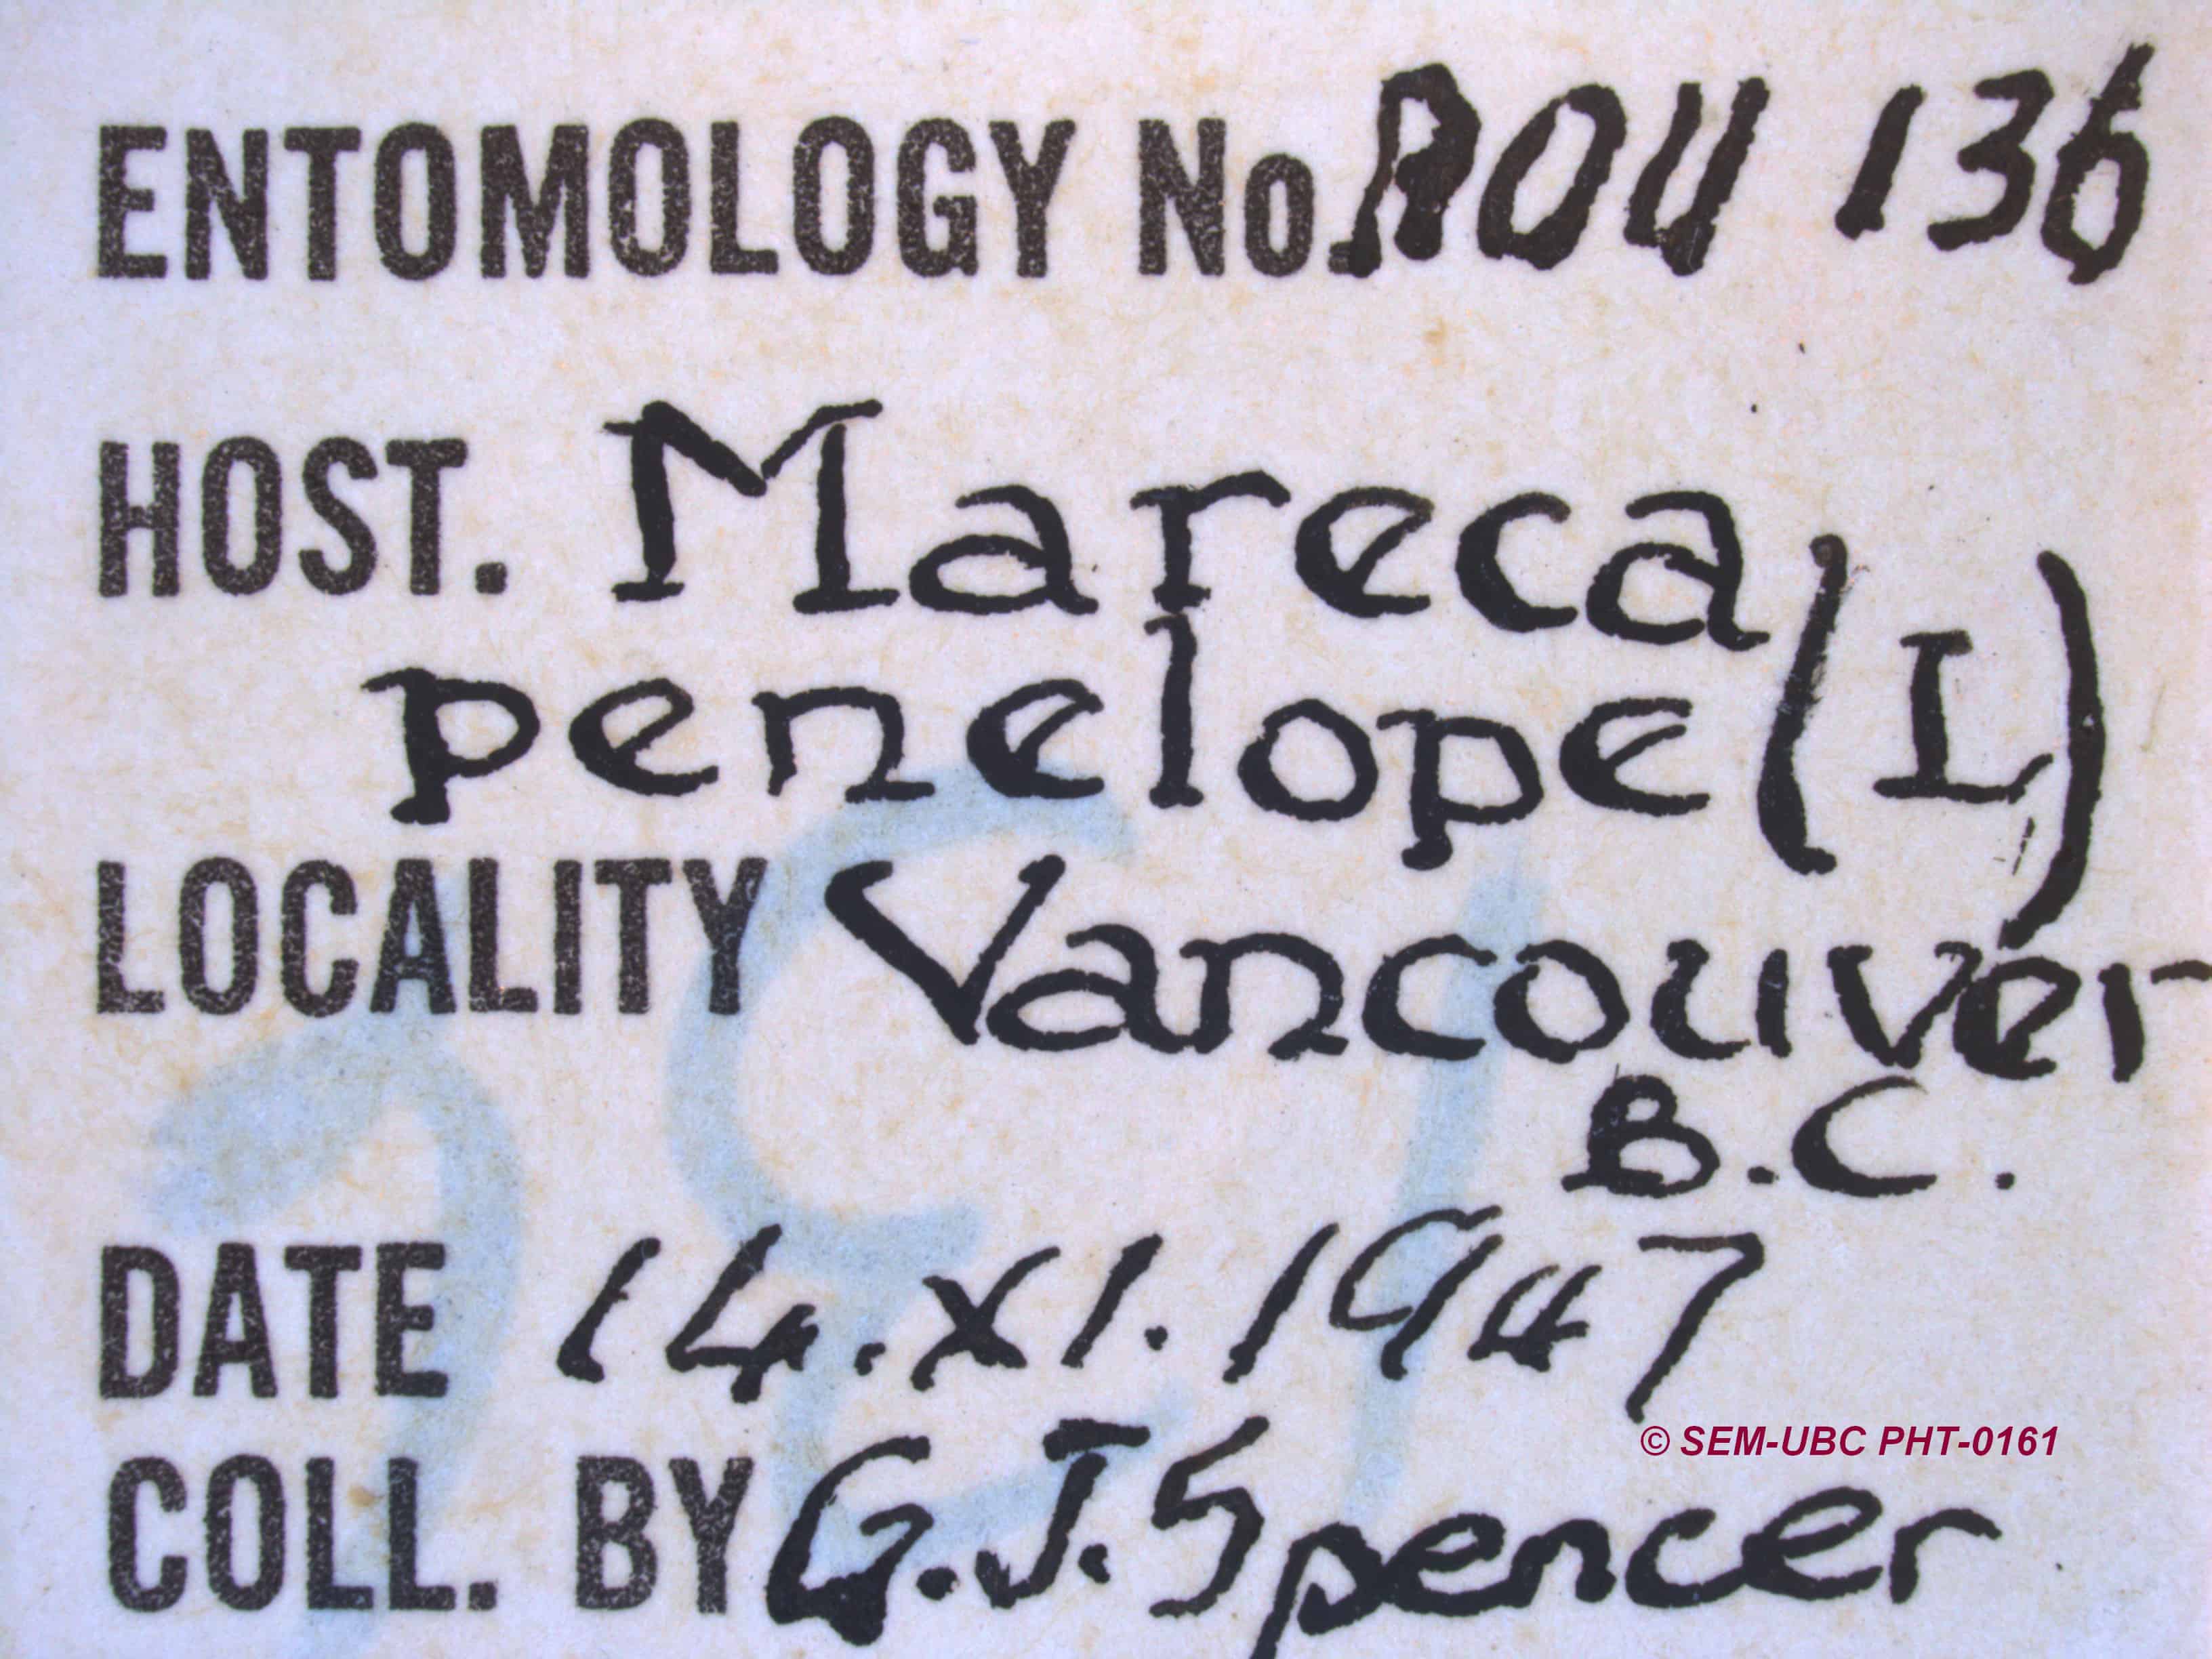 ENTOMOLOGY No. AOU 136
HOST. Mareca
penelope (L)
LOCALITY Vancouver
B.C.
DATE 14.XI.1947
© SEM-UBC PHT-0161
COLL. BY G.J.Spencer